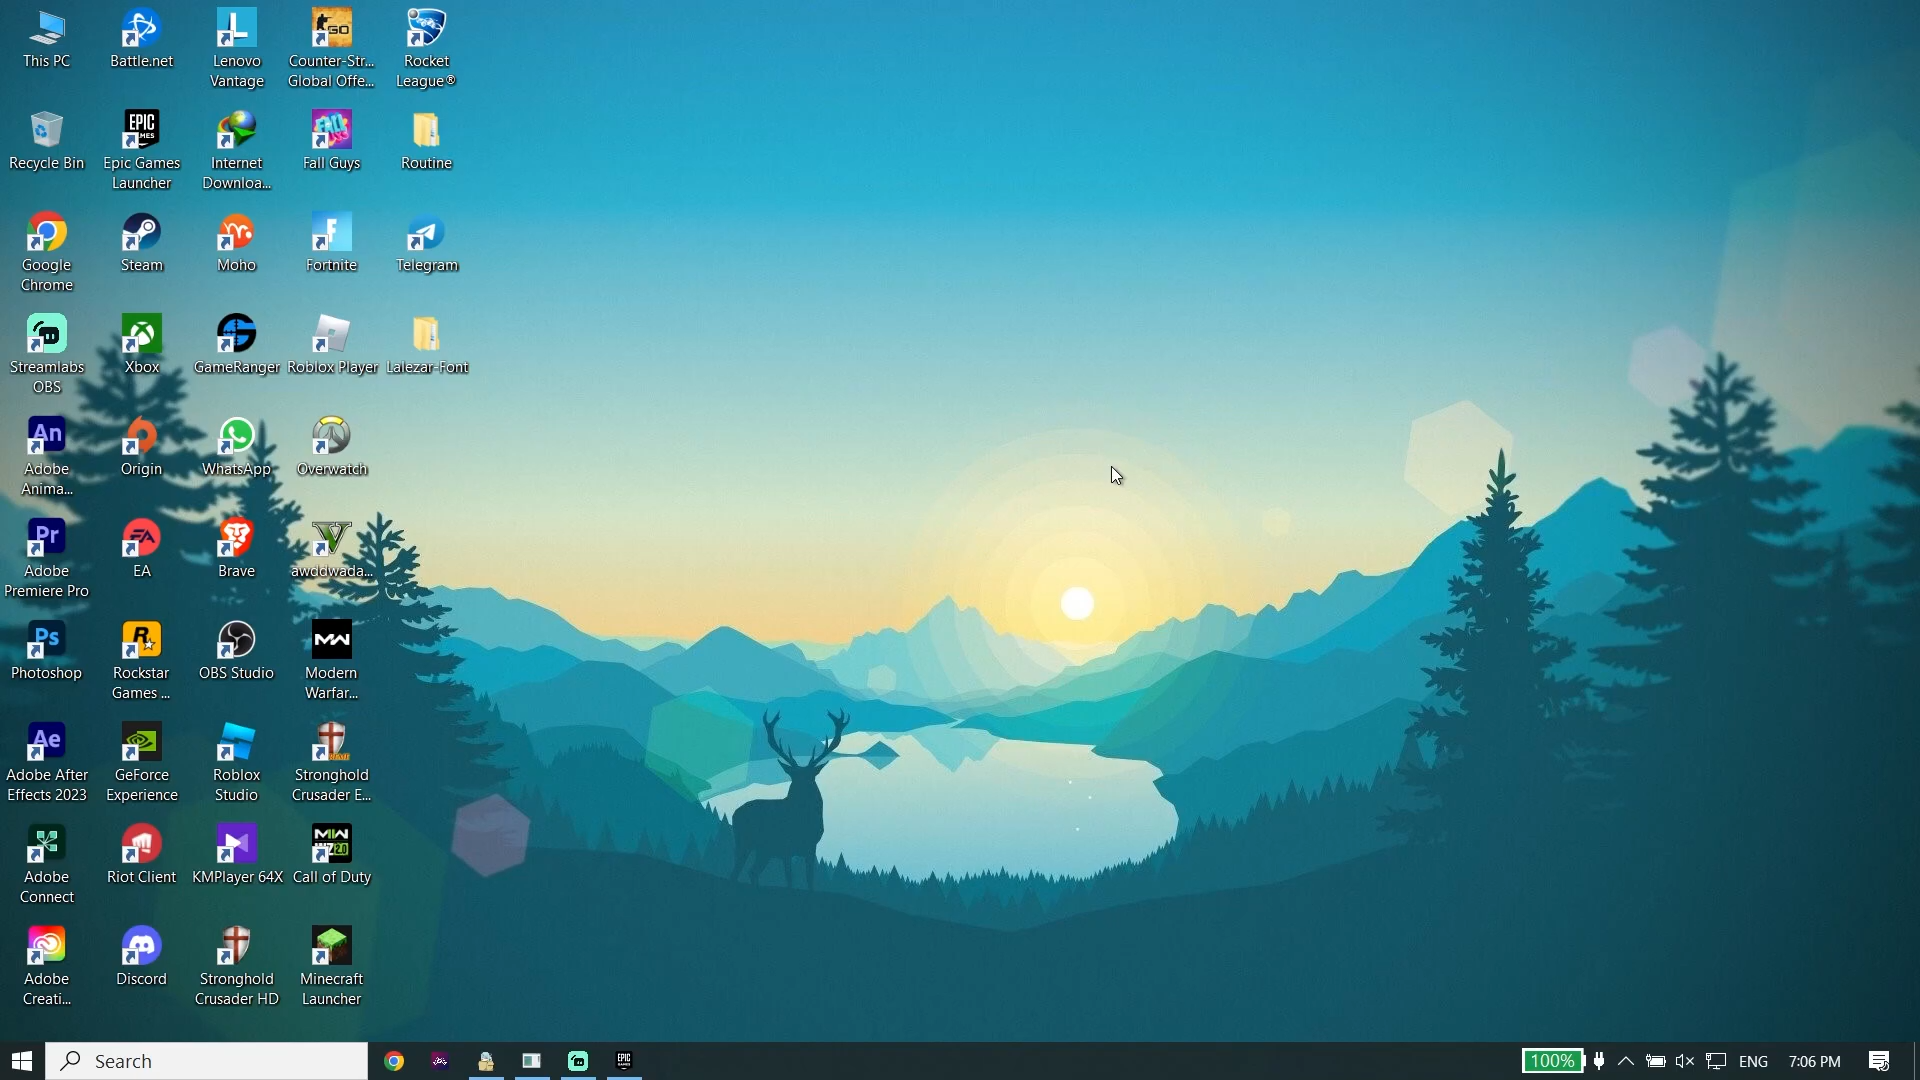 This PC
Battle.net
Lenovo
Vantage
Counter-Str...
Global Offe...
Rocket
League®
Recycle Bin
Epic Games
Launcher
Internet
Downloa...
Fall Guys
Routine
Google
Chrome
Steam
Moho
Fortnite
Telegram
Streamlabs
OBS
Xbox
GameRanger
Roblox Player
Lalezar-Font
Adobe
Anima...
Origin
WhatsApp
Overwatch
Adobe
Premiere Pro
EA
Brave
awddwada...
Photoshop
Rockstar
Games ...
OBS Studio
Modern
Warfar...
Adobe After
Effects 2023
GeForce
Experience
Roblox
Studio
Stronghold
Crusader E...
Adobe
Connect
Riot Client
KMPlayer 64X
Call of Duty
Adobe
Creati...
Discord
Stronghold
Crusader HD
Minecraft
Launcher
Search
100%
ENG
7:06 PM